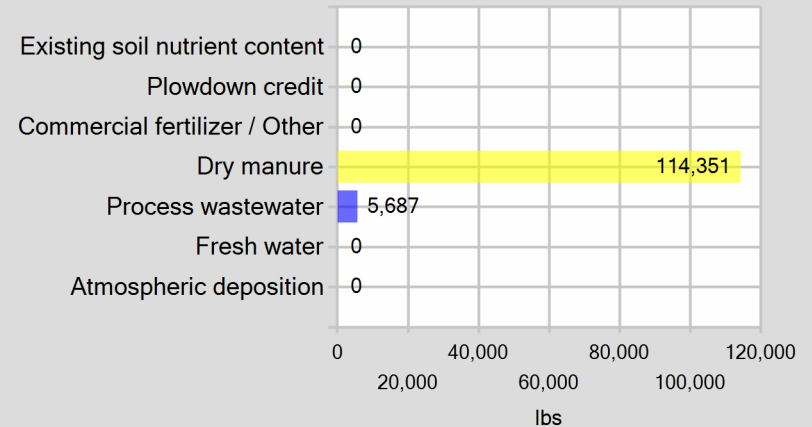 Existing soil nutrient content 0
Plowdown credit 0
Commercial fertilizer / Other 0
Dry manure 114,351
Process wastewater 5,687
Fresh water 0
Atmospheric deposition 0
0 40,000 80,000 120,000
20,000 60,000 100,000
lbs